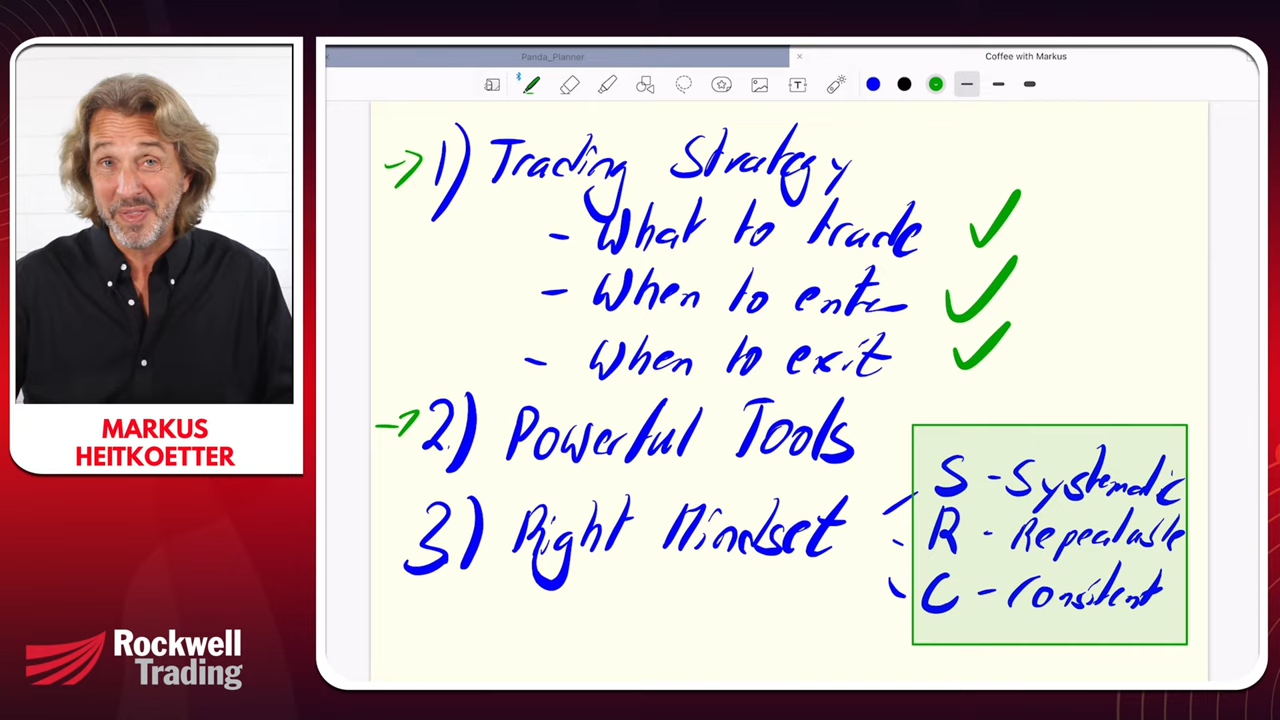 Panda_Planner
Coffee with Markus
→ 1) Trading Strategy
- What to trade ✓
- When to enter ✓
- When to exit ✓
→ 2) Powerful Tools
3) Right Mindset
S - Systematic
R - Repeatable
C - Consistent
MARKUS
HEITKOETTER
Rockwell
Trading